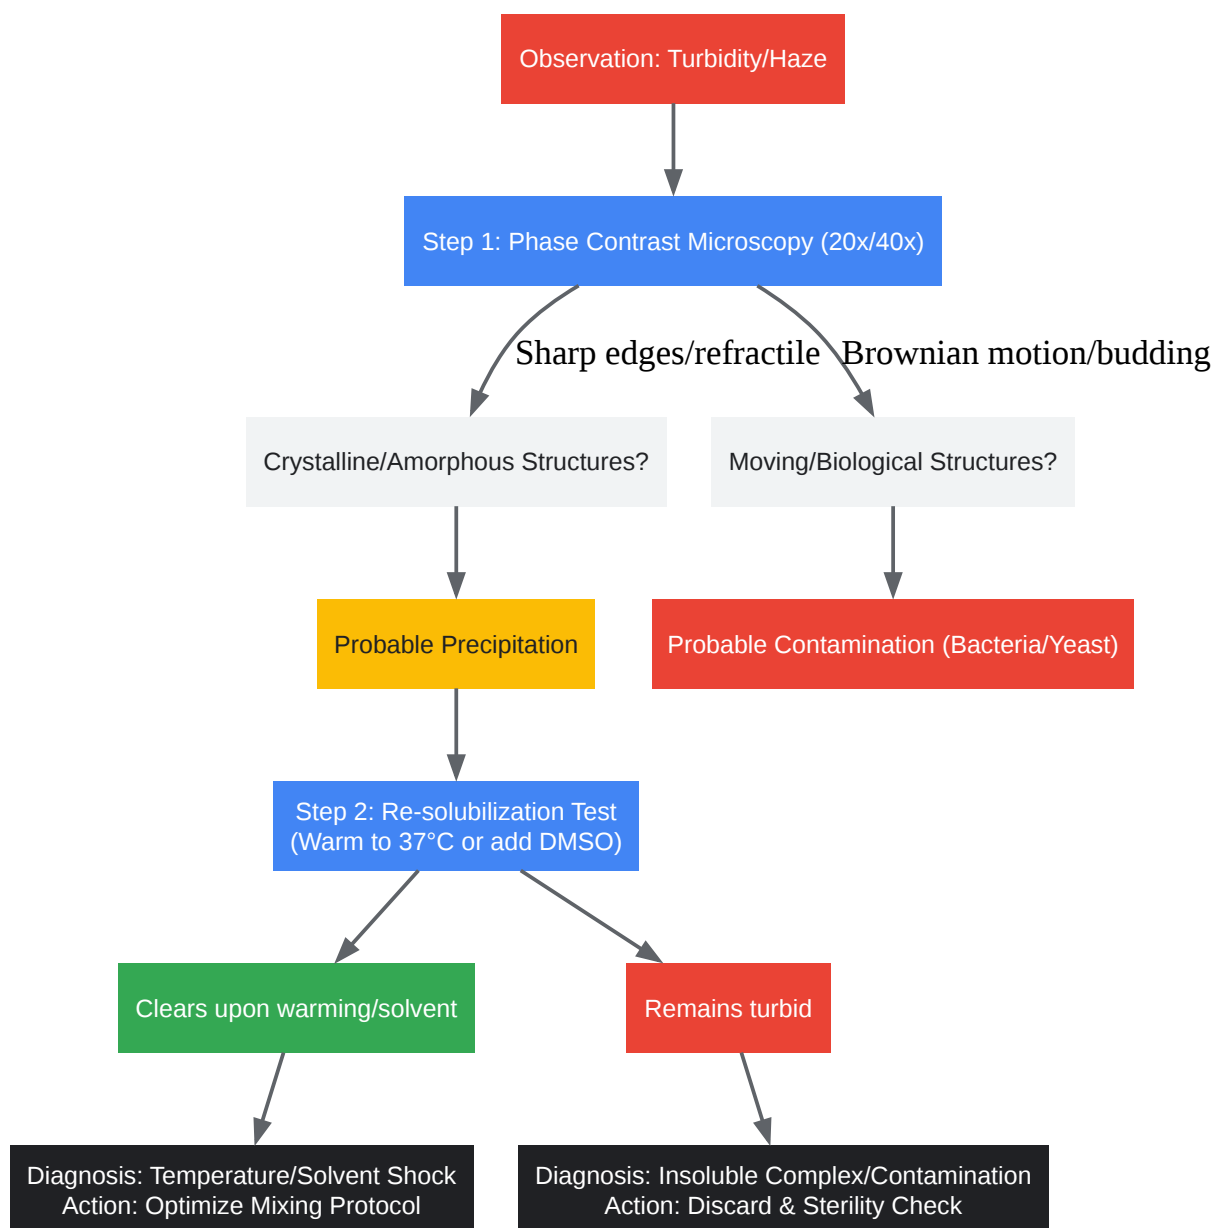 Observation: Turbidity/Haze
Step 1: Phase Contrast Microscopy (20x/40x)
Sharp edges/refractile
Brownian motion/budding
Crystalline/Amorphous Structures?
Moving/Biological Structures?
Probable Precipitation
Probable Contamination (Bacteria/Yeast)
Step 2: Re-solubilization Test
(Warm to 37°C or add DMSO)
Clears upon warming/solvent
Remains turbid
Diagnosis: Temperature/Solvent Shock
Action: Optimize Mixing Protocol
Diagnosis: Insoluble Complex/Contamination
Action: Discard & Sterility Check